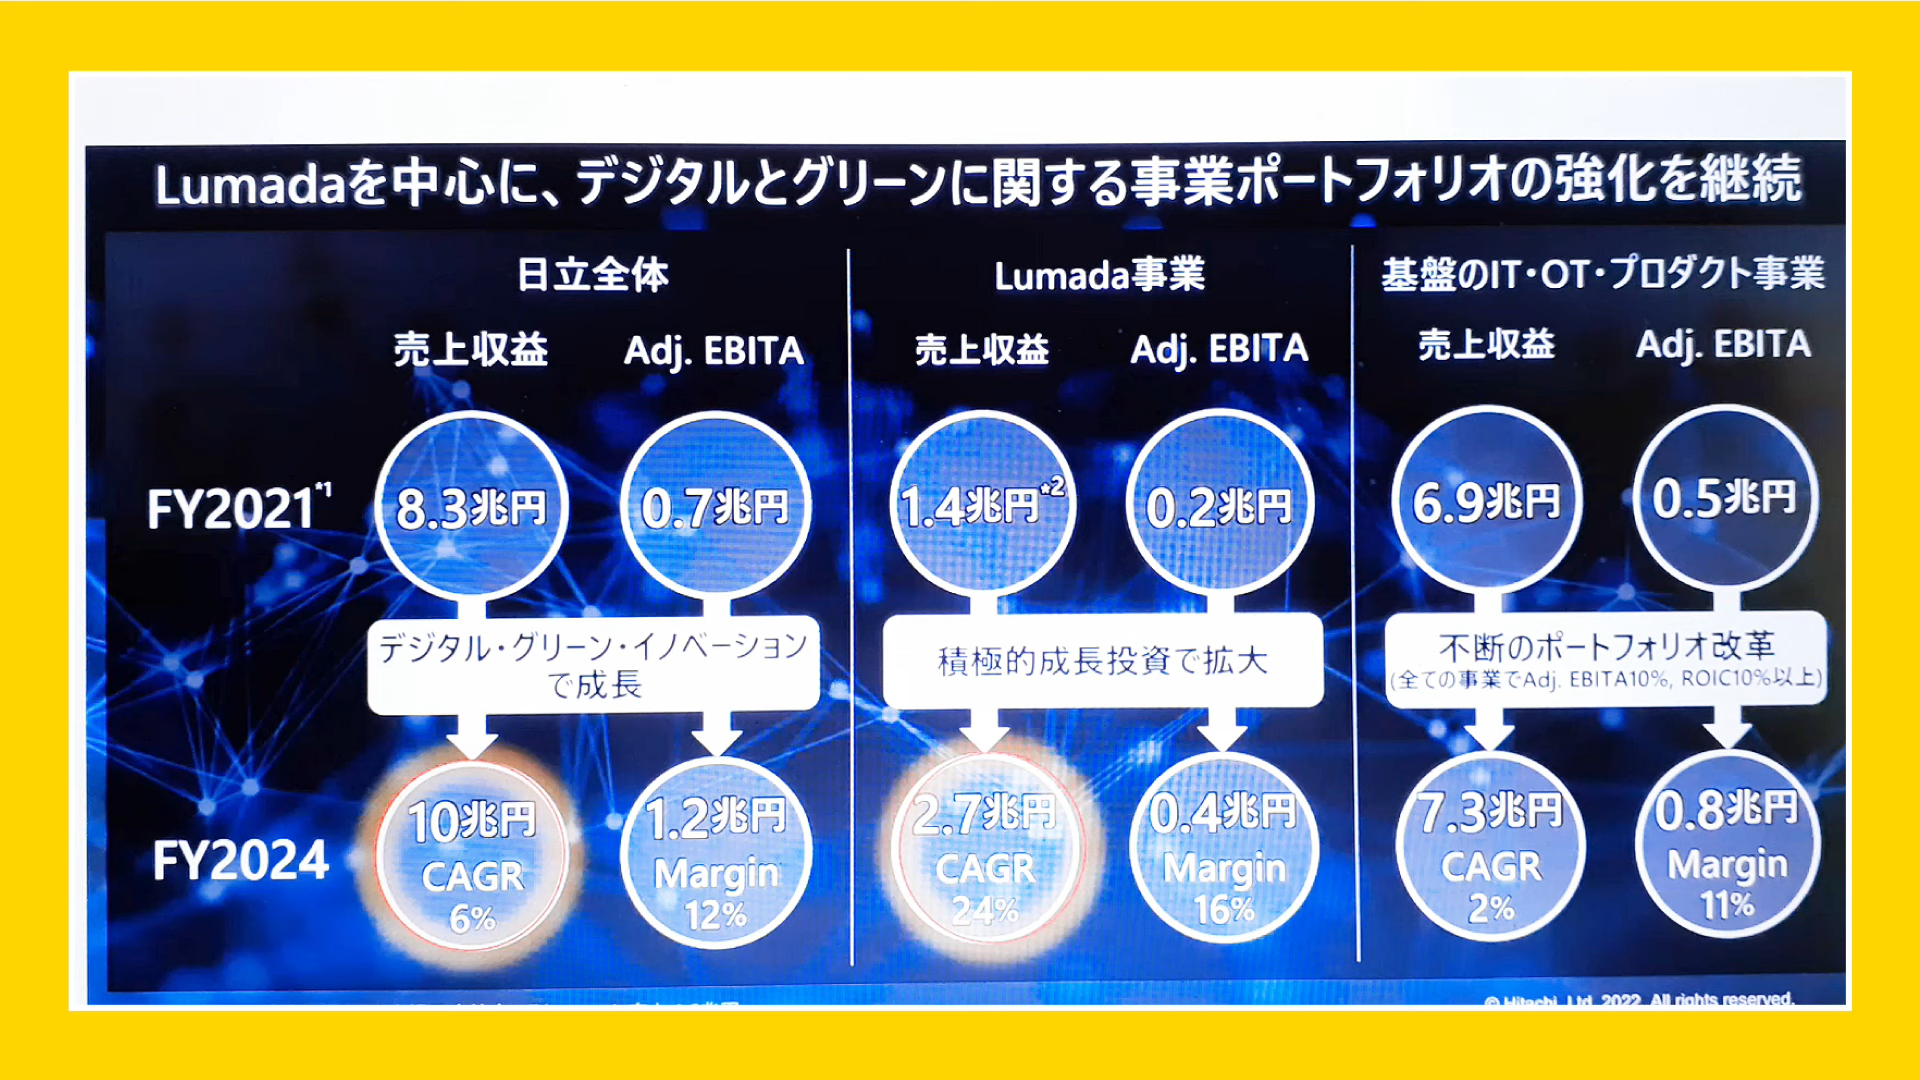 Lumadaを中心に、デジタルとグリーンに関する事業ポートフォリオの強化を継続
日立全体
Lumada事業
基盤のIT・OT・プロダクト事業
売上収益
Adj. EBITA
売上収益
Adj. EBITA
売上収益
Adj. EBITA
FY2021*1
8.3兆円
0.7兆円
1.4兆円*2
0.2兆円
6.9兆円
0.5兆円
デジタル・グリーン・イノベーション
で成長
積極的成長投資で拡大
不断のポートフォリオ改革
(全ての事業でAdj. EBITA10%, ROIC10%以上)
FY2024
10兆円
CAGR
6%
1.2兆円
Margin
12%
2.7兆円
CAGR
24%
0.4兆円
Margin
16%
7.3兆円
CAGR
2%
0.8兆円
Margin
11%
© Hitachi, Ltd. 2022. All rights reserved.